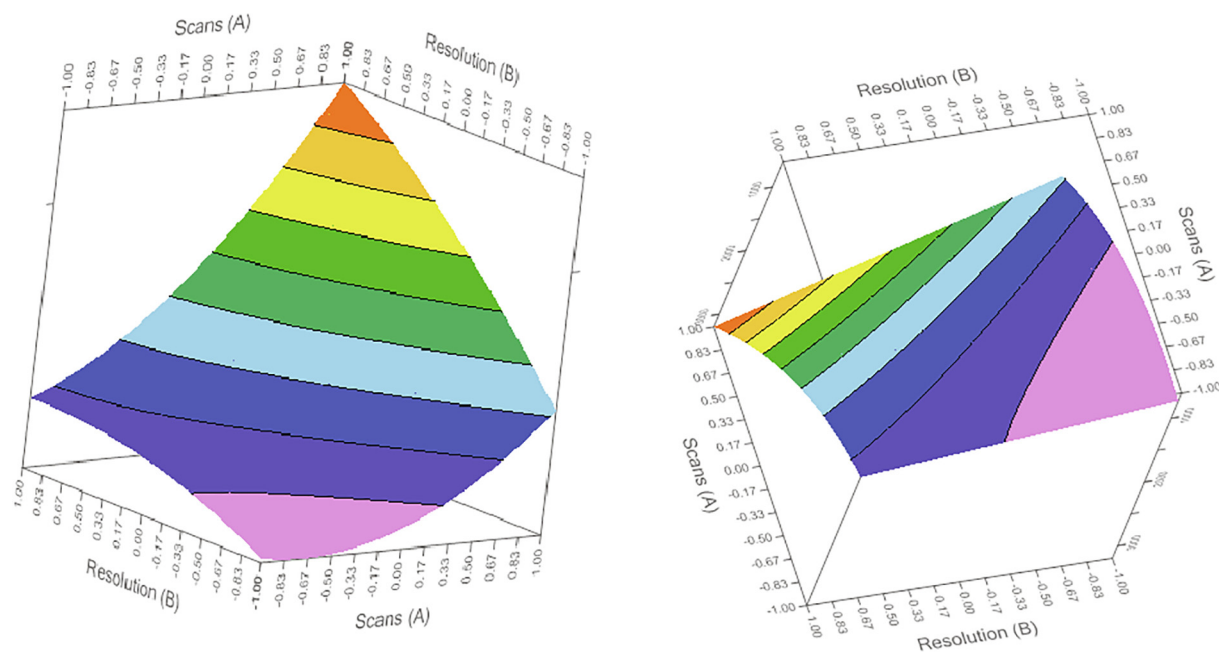 Scans (A)
-1.00 -0.83 -0.67 -0.50 -0.33 -0.17 0.00 0.17 0.33 0.50 0.67 0.83 1.00
Resolution (B)
0.83 0.67 0.50 0.33 0.17 0.00 -0.17 -0.33 -0.50 -0.67 -0.83 -1.00
1.00 0.83 0.67 0.50 0.33 0.17 0.00 -0.17 -0.33 -0.50 -0.67 -0.83 -1.00
Resolution (B)
-0.83 -0.67 -0.50 -0.33 -0.17 0.00 0.17 0.33 0.50 0.67 0.83 1.00
Scans (A)
Resolution (B)
1.00 0.83 0.67 0.50 0.33 0.17 0.00 -0.17 -0.33 -0.50 -0.67 -0.83 -1.00
1.00 0.83 0.67 0.50 0.33 0.17 0.00 -0.17 -0.33 -0.50 -0.67 -0.83 -1.00
Scans (A)
1.00 0.83 0.67 0.50 0.33 0.17 0.00 -0.17 -0.33 -0.50 -0.67 -0.83 -1.00
Scans (A)
1.00 0.83 0.67 0.50 0.33 0.17 0.00 -0.17 -0.33 -0.50 -0.67 -0.83 -1.00
Resolution (B)